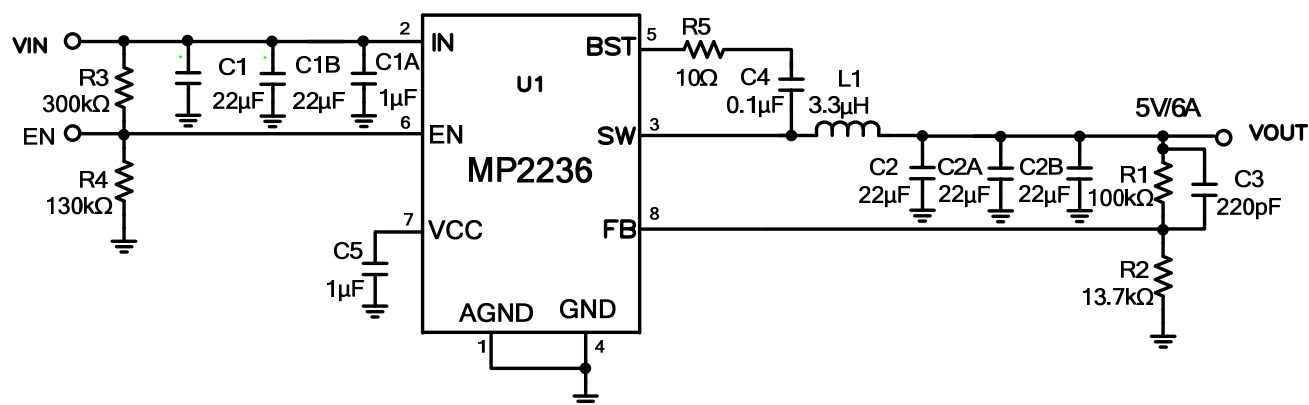 VIN
R3
300kΩ
EN
R4
130kΩ
C1
22µF
C1B
22µF
C1A
1µF
2
6
7
C5
1µF
IN
EN
VCC
U1
MP2236
BST
SW
FB
AGND
GND
1
4
5
3
8
R5
10Ω
C4
0.1µF
L1
3.3µH
C2
22µF
C2A
22µF
C2B
22µF
5V/6A
VOUT
R1
100kΩ
C3
220pF
R2
13.7kΩ